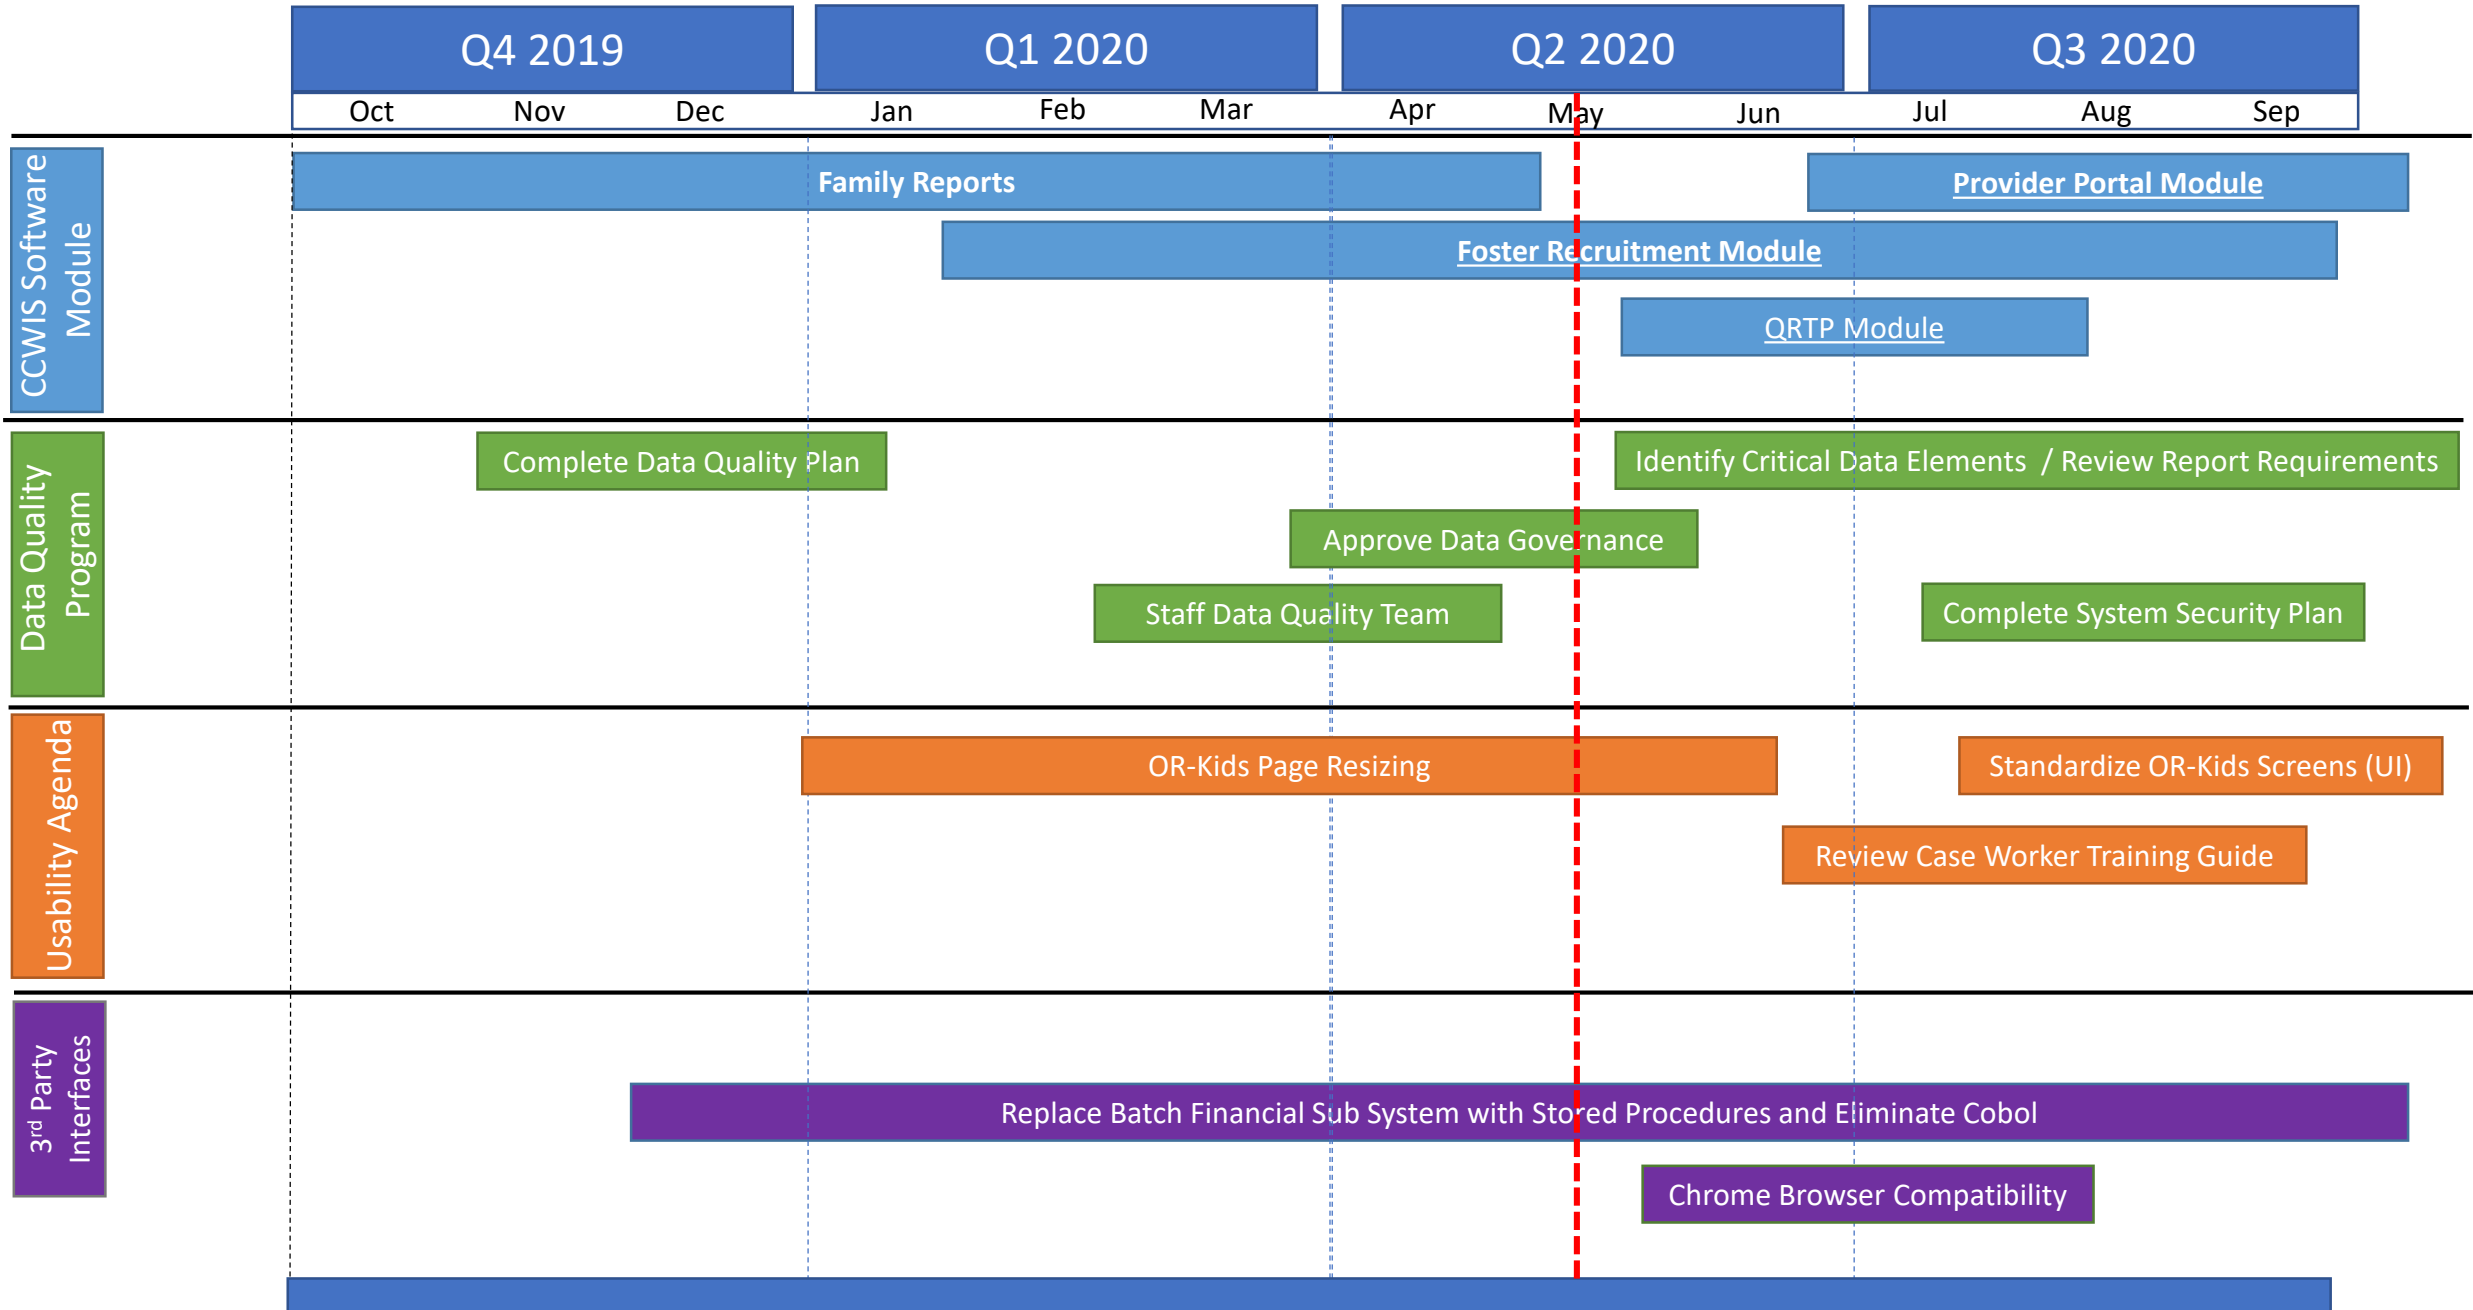 Q4 2019
Q1 2020
Q2 2020
Q3 2020
Oct
Nov
Dec
Jan
Feb
Mar
Apr
May
Jun
Jul
Aug
Sep
CCWIS Software
Module
Family Reports
Provider Portal Module
Foster Recruitment Module
QRTP Module
Data Quality
Program
Complete Data Quality Plan
Identify Critical Data Elements / Review Report Requirements
Approve Data Governance
Staff Data Quality Team
Complete System Security Plan
Usability Agenda
OR-Kids Page Resizing
Standardize OR-Kids Screens (UI)
Review Case Worker Training Guide
3rd Party
Interfaces
Replace Batch Financial Sub System with Stored Procedures and Eliminate Cobol
Chrome Browser Compatibility